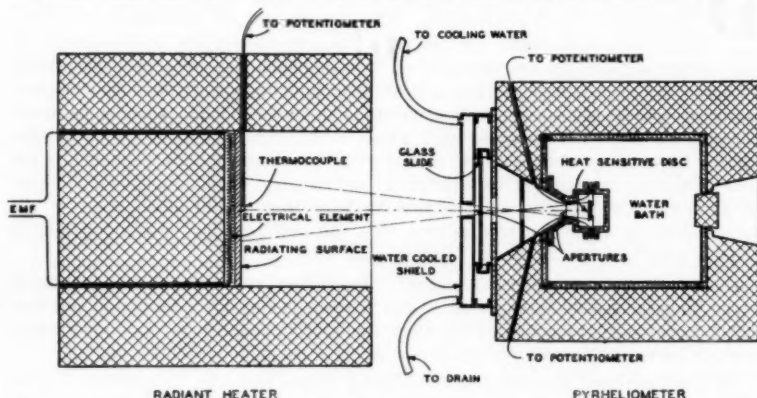 TO POTENTIOMETER
TO COOLING WATER
TO POTENTIOMETER
GLASS
SLIDE
HEAT SENSITIVE DISC
THERMOCOUPLE
WATER
BATH
EMF
ELECTRICAL ELEMENT
RADIATING SURFACE
WATER COOLED
SHIELD
APERTURES
TO POTENTIOMETER
TO DRAIN
RADIANT HEATER
PYRHELIOMETER